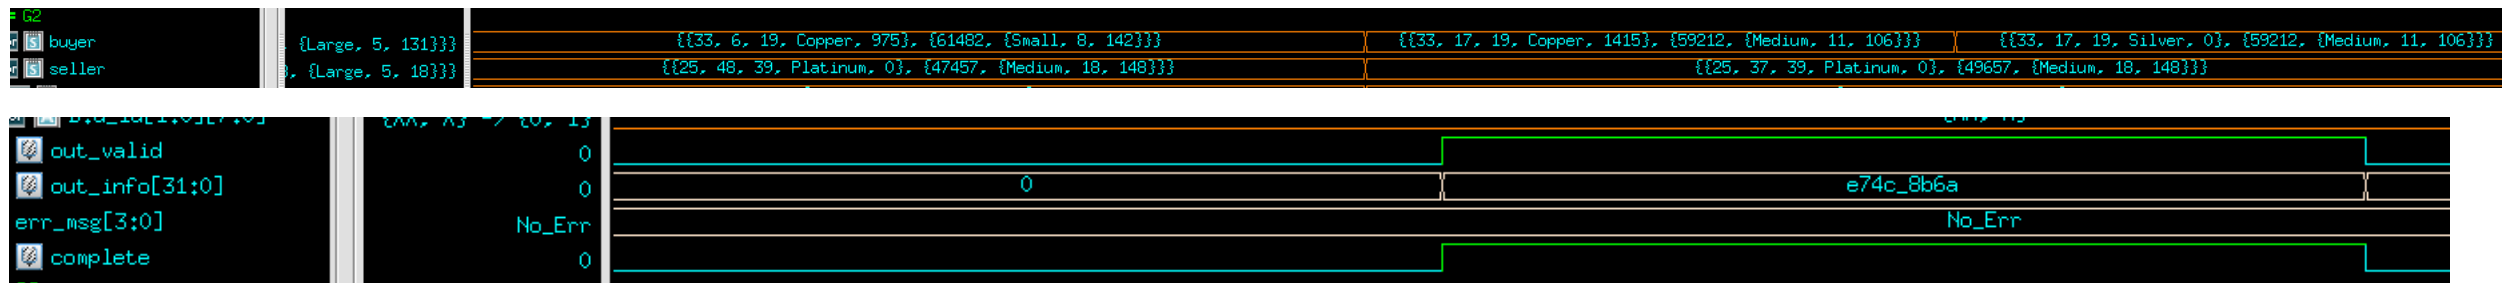 = G2
buyer {Large, 5, 131}}} {{33, 6, 19, Copper, 975}, {61482, {Small, 8, 142}}} {{33, 17, 19, Copper, 1415}, {59212, {Medium, 11, 106}}} {{33, 17, 19, Silver, 0}, {59212, {Medium, 11, 106}}}
seller {Large, 5, 18}}} {{25, 48, 39, Platinum, 0}, {47457, {Medium, 18, 148}}} {{25, 37, 39, Platinum, 0}, {49657, {Medium, 18, 148}}}
out_valid 0
out_info[31:0] 0 0 e74c_8b6a
err_msg[3:0] No_Err No_Err
complete 0